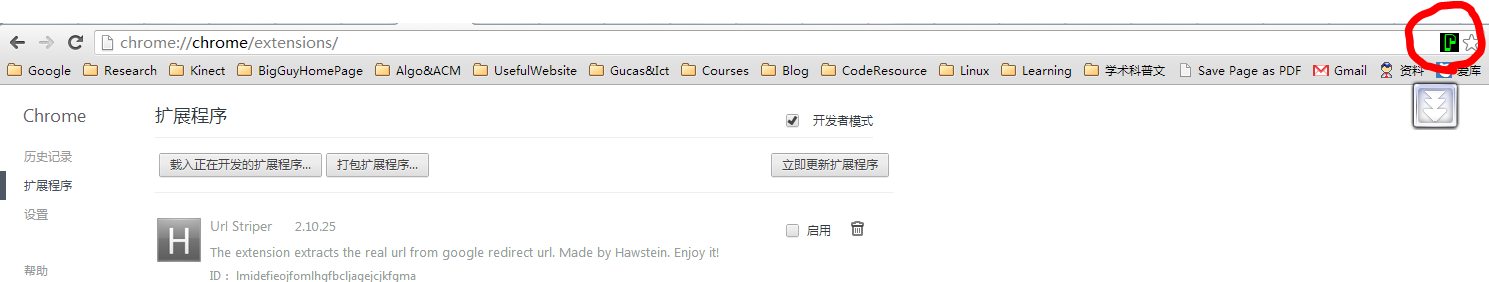 chrome://chrome/extensions/
Google Research Kinect BigGuyHomePage Algo&ACM UsefulWebsite Gucas&Ict Courses Blog CodeResource Linux Learning 学术科普文 Save Page as PDF Gmail 资料 爱库
Chrome
扩展程序
开发者模式
历史记录
载入正在开发的扩展程序... 打包扩展程序... 立即更新扩展程序
扩展程序
设置
H
Url Striper 2.10.25
启用
The extension extracts the real url from google redirect url. Made by Hawstein. Enjoy it!
帮助
ID： lmidefieojfomlhqfbcljaqejcjkfqma